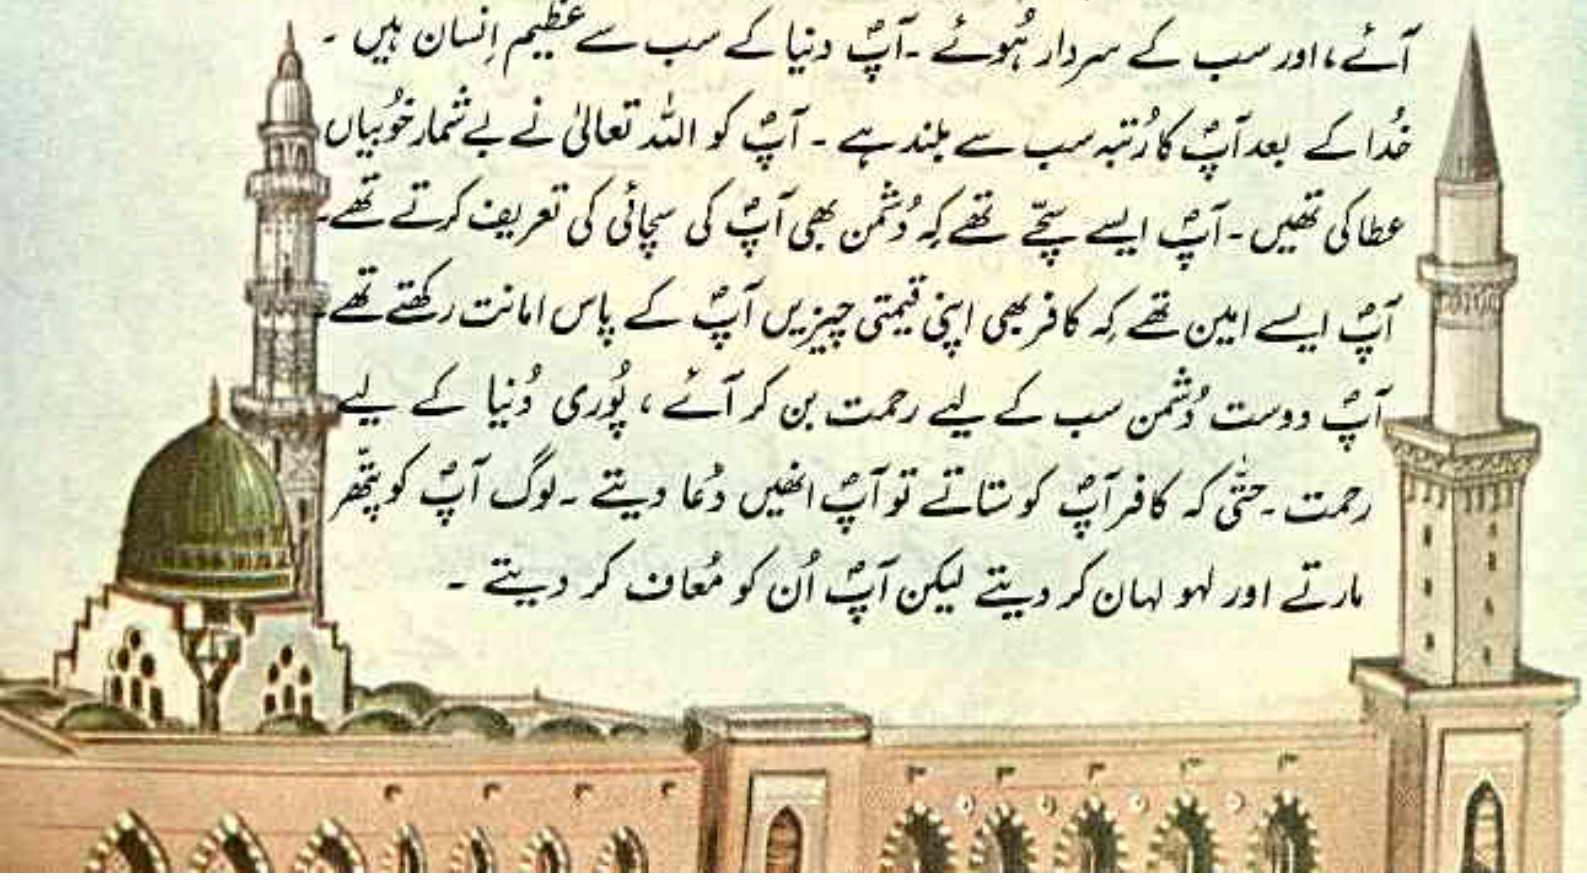 آئے، اور سب کے سردار ہُوئے ۔ آپؐ دنیا کے سب سے عظیم اِنسان ہیں ۔
خُدا کے بعد آپؐ کا رُتبہ سب سے بلند ہے ۔ آپؐ کو اللہ تعالیٰ نے بے شمار خُوبیاں
عطا کی تھیں ۔ آپؐ ایسے سچّے تھے کہ دُشمن بھی آپؐ کی سچائی کی تعریف کرتے تھے۔
آپؐ ایسے امین تھے کہ کافر بھی اپنی قیمتی چیزیں آپؐ کے پاس امانت رکھتے تھے۔
آپؐ دوست دُشمن سب کے لیے رحمت بن کر آئے ، پُوری دُنیا کے لیے
رحمت ۔ حتّٰی کہ کافر آپؐ کو ستاتے تو آپؐ انھیں دُعا دیتے ۔ لوگ آپؐ کو پتّھر
مارتے اور لہو لہان کر دیتے لیکن آپؐ اُن کو مُعاف کر دیتے ۔